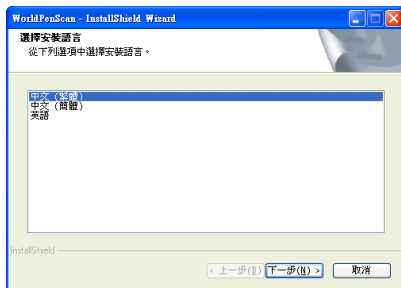 WorldPenScan - InstallShield Wizard
選擇安裝語言
從下列選項中選擇安裝語言。
中文 (繁體)
中文 (簡體)
英語
InstallShield
< 上一步(B) 下一步(N) > 取消